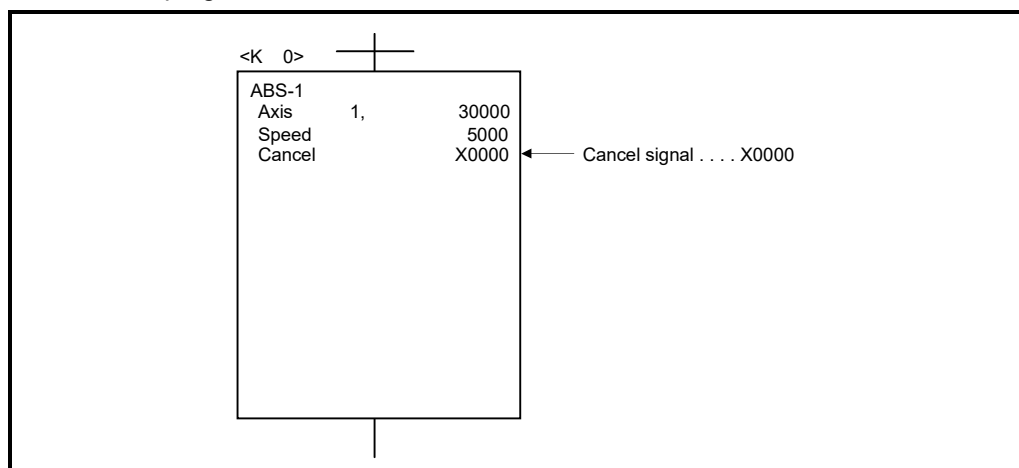 <K 0>
ABS-1
Axis 1, 30000
Speed 5000
Cancel X0000
Cancel signal . . . . X0000